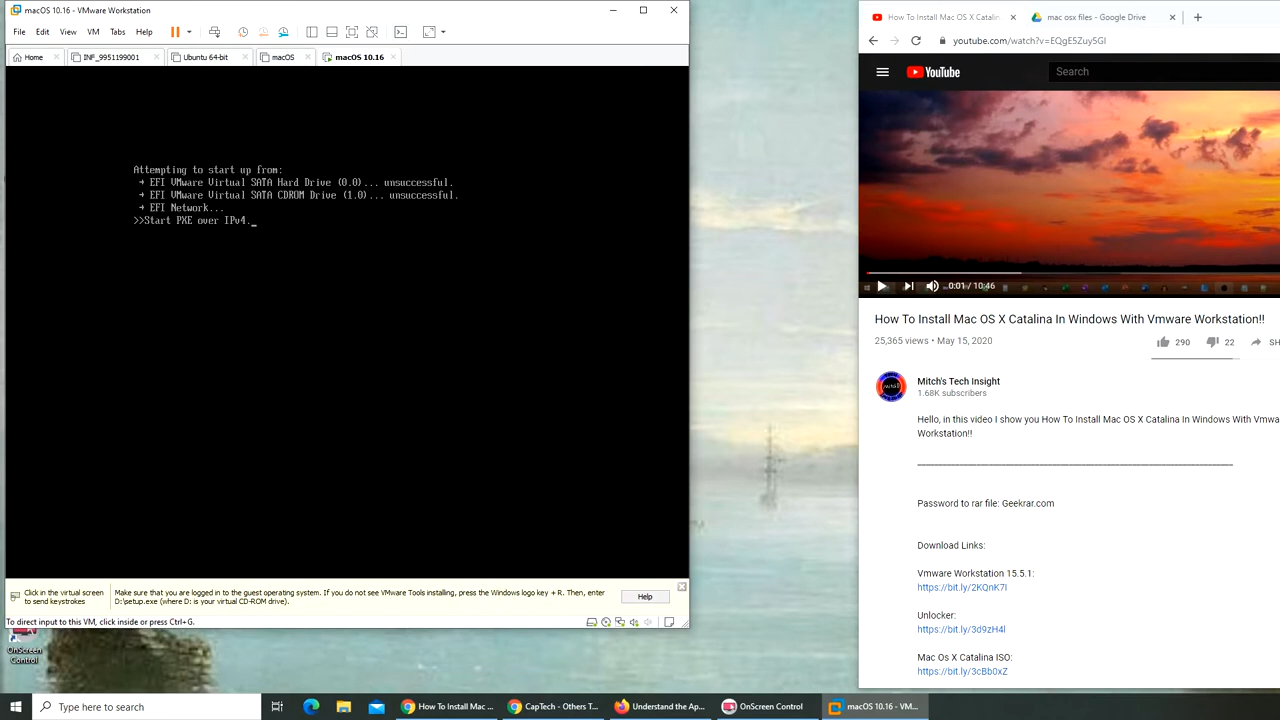 macOS 10.16 - VMware Workstation
File Edit View VM Tabs Help
Home INF_9951199001 Ubuntu 64-bit macOS macOS 10.16
Attempting to start up from:
→ EFI VMware Virtual SATA Hard Drive (0.0)... unsuccessful.
→ EFI VMware Virtual SATA CDROM Drive (1.0)... unsuccessful.
→ EFI Network...
>>Start PXE over IPv4._
Click in the virtual screen
to send keystrokes
Make sure that you are logged in to the guest operating system. If you do not see VMware Tools installing, press the Windows logo key + R. Then, enter
D:\setup.exe (where D: is your virtual CD-ROM drive).
Help
To direct input to this VM, click inside or press Ctrl+G.
OnScreen
Control
How To Install Mac OS X Catalin
mac osx files - Google Drive
youtube.com/watch?v=EQgE5Zuy5GI
YouTube
Search
0:01 / 10:46
How To Install Mac OS X Catalina In Windows With Vmware Workstation!!
25,365 views • May 15, 2020
290 22 SH
Mitch's Tech Insight
1.68K subscribers
Hello, in this video I show you How To Install Mac OS X Catalina In Windows With Vmwa
Workstation!!
Password to rar file: Geekrar.com
Download Links:
Vmware Workstation 15.5.1:
https://bit.ly/2KQnK7I
Unlocker:
https://bit.ly/3d9zH4l
Mac Os X Catalina ISO:
https://bit.ly/3cBb0xZ
Type here to search
How To Install Mac ...
CapTech - Others T...
Understand the Ap...
OnScreen Control
macOS 10.16 - VM...